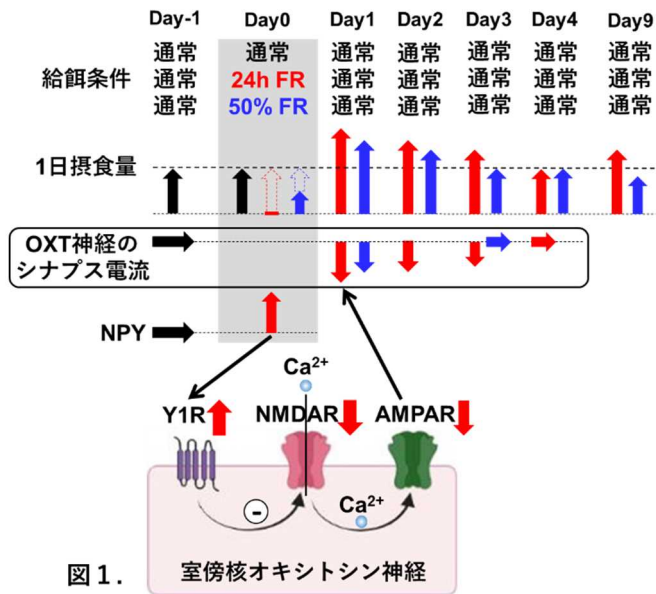 Day-1 Day0 Day1 Day2 Day3 Day4 Day9
通常 通常 通常 通常 通常 通常 通常
給餌条件 通常 24h FR 通常 通常 通常 通常 通常
通常 50% FR 通常 通常 通常 通常 通常
1日摂食量
OXT神経の
シナプス電流
NPY
Ca2+
Y1R NMDAR AMPAR
-
Ca2+
室傍核オキシトシン神経
図1.